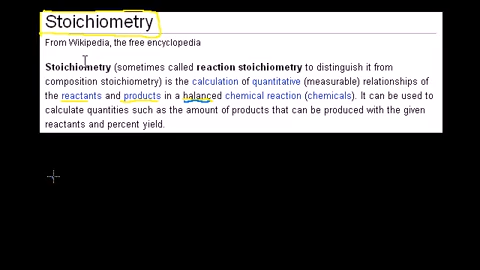 Stoichiometry
From Wikipedia, the free encyclopedia
Stoichiometry (sometimes called reaction stoichiometry to distinguish it from
composition stoichiometry) is the calculation of quantitative (measurable) relationships of
the reactants and products in a balanced chemical reaction (chemicals). It can be used to
calculate quantities such as the amount of products that can be produced with the given
reactants and percent yield.